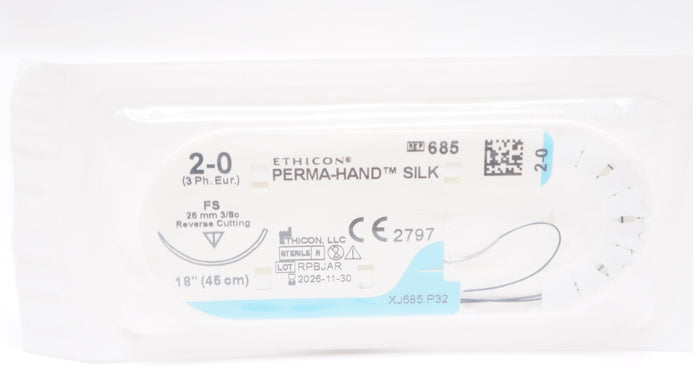 REF 685
2-0
ETHICON®
2-0
(3 Ph. Eur.)
PERMA-HAND™ SILK
FS
26 mm 3/8c
Reverse Cutting
ETHICON, LLC
CE 2797
STERILE R
LOT RPBJAR
18" (45 cm)
2026-11-30
XJ685.P32